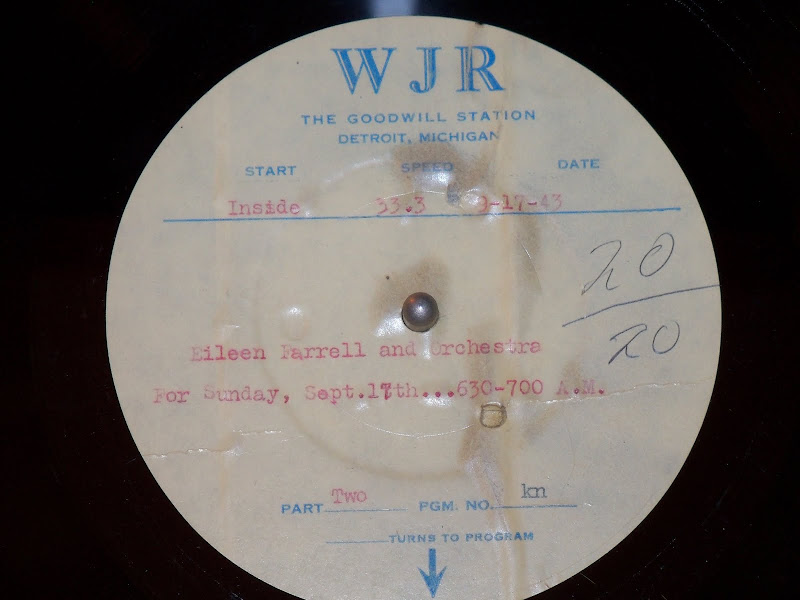 WJR
THE GOODWILL STATION
DETROIT, MICHIGAN
START SPEED DATE
Inside 33.3 9-17-43
20
20
Eileen Farrell and Orchestra
For Sunday, Sept.17th...630-700 A.M.
PART Two PGM. NO. kn
TURNS TO PROGRAM